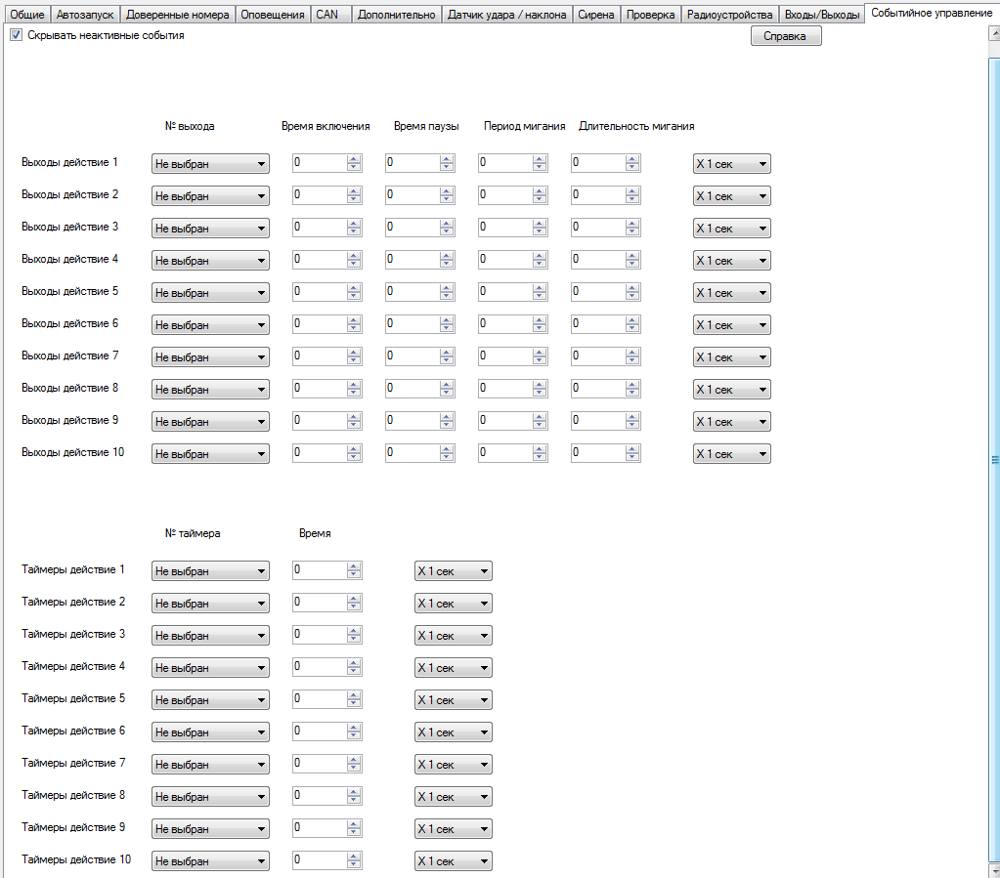 Общие Автозапуск Доверенные номера Оповещения CAN Дополнительно Датчик удара / наклона Сирена Проверка Радиоустройства Входы/Выходы Событийное управление
Скрывать неактивные события Справка
№ выхода Время включения Время паузы Период мигания Длительность мигания
Выходы действие 1 Не выбран 0 0 0 0 X 1 сек
Выходы действие 2 Не выбран 0 0 0 0 X 1 сек
Выходы действие 3 Не выбран 0 0 0 0 X 1 сек
Выходы действие 4 Не выбран 0 0 0 0 X 1 сек
Выходы действие 5 Не выбран 0 0 0 0 X 1 сек
Выходы действие 6 Не выбран 0 0 0 0 X 1 сек
Выходы действие 7 Не выбран 0 0 0 0 X 1 сек
Выходы действие 8 Не выбран 0 0 0 0 X 1 сек
Выходы действие 9 Не выбран 0 0 0 0 X 1 сек
Выходы действие 10 Не выбран 0 0 0 0 X 1 сек
№ таймера Время
Таймеры действие 1 Не выбран 0 X 1 сек
Таймеры действие 2 Не выбран 0 X 1 сек
Таймеры действие 3 Не выбран 0 X 1 сек
Таймеры действие 4 Не выбран 0 X 1 сек
Таймеры действие 5 Не выбран 0 X 1 сек
Таймеры действие 6 Не выбран 0 X 1 сек
Таймеры действие 7 Не выбран 0 X 1 сек
Таймеры действие 8 Не выбран 0 X 1 сек
Таймеры действие 9 Не выбран 0 X 1 сек
Таймеры действие 10 Не выбран 0 X 1 сек